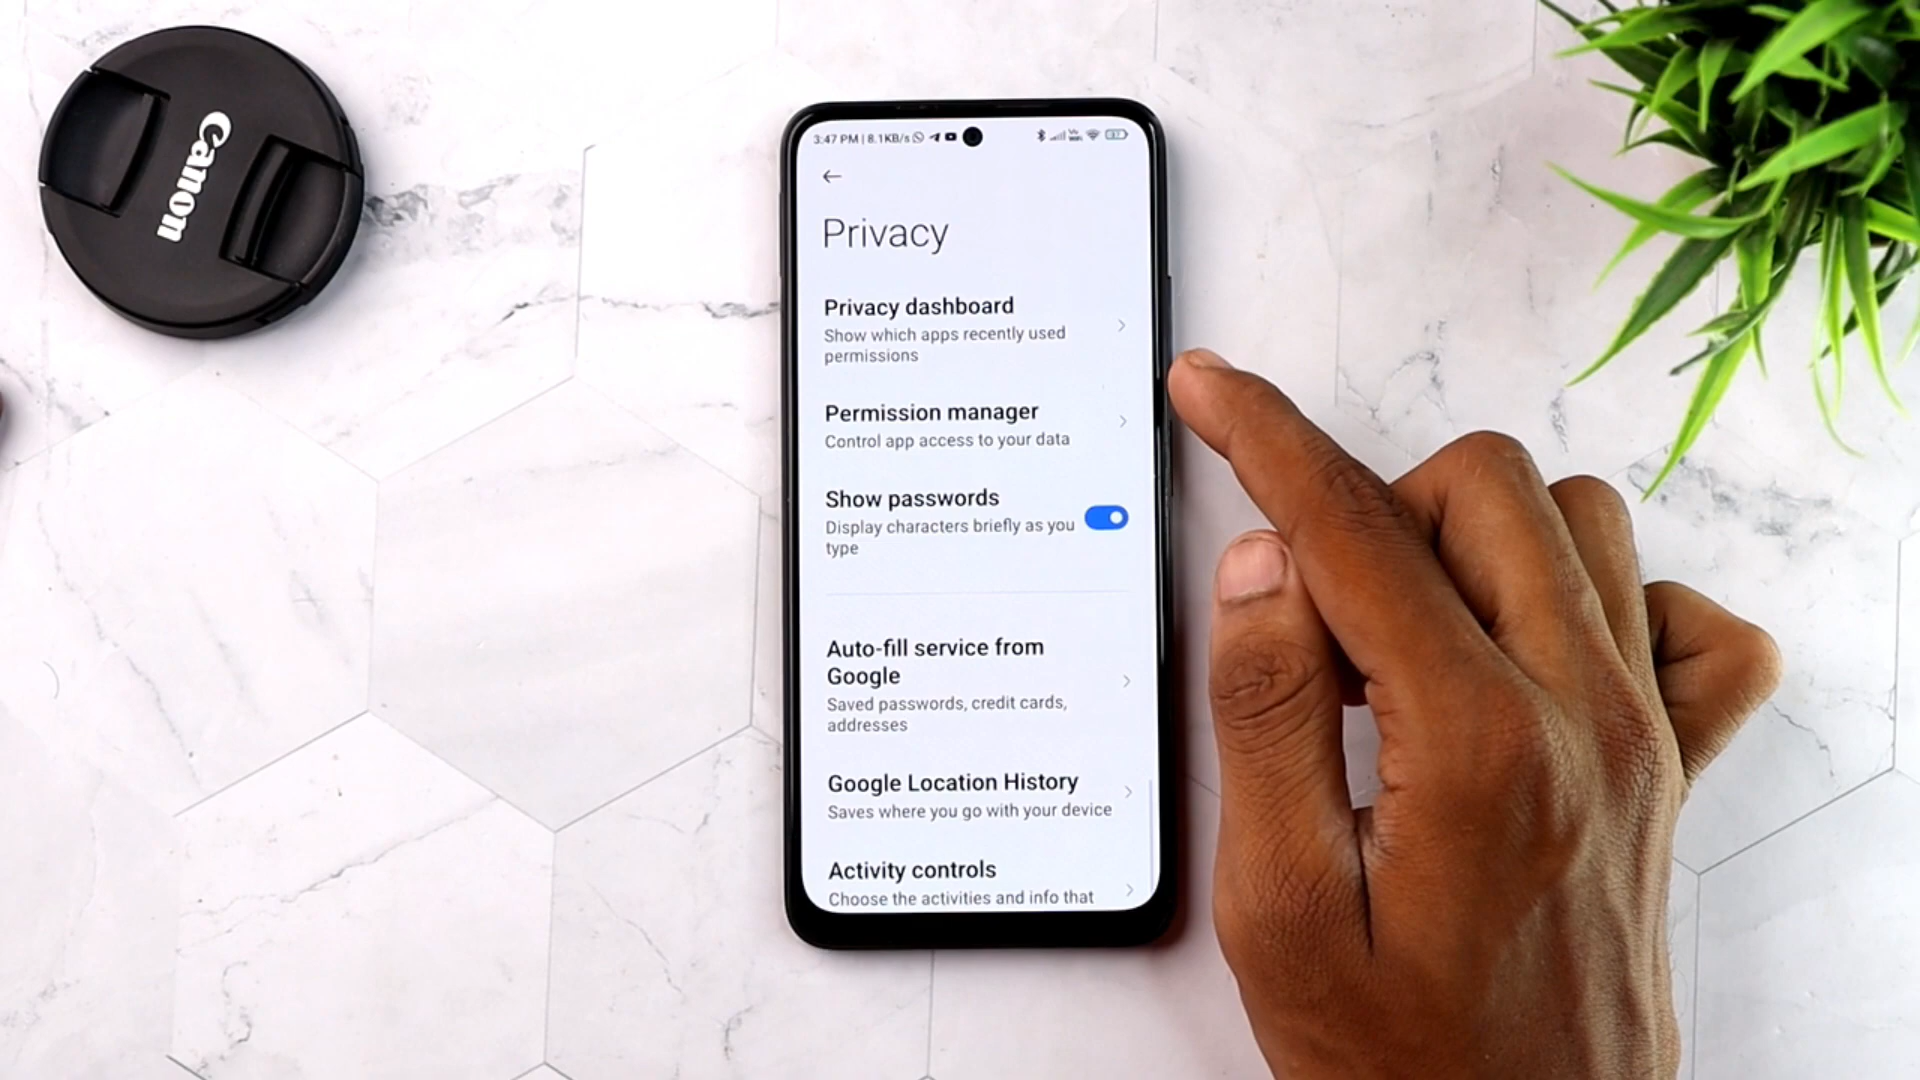 Canon
3:47 PM | 8.1KB/s
Privacy
Privacy dashboard
Show which apps recently used
permissions
Permission manager
Control app access to your data
Show passwords
Display characters briefly as you
type
Auto-fill service from
Google
Saved passwords, credit cards,
addresses
Google Location History
Saves where you go with your device
Activity controls
Choose the activities and info that